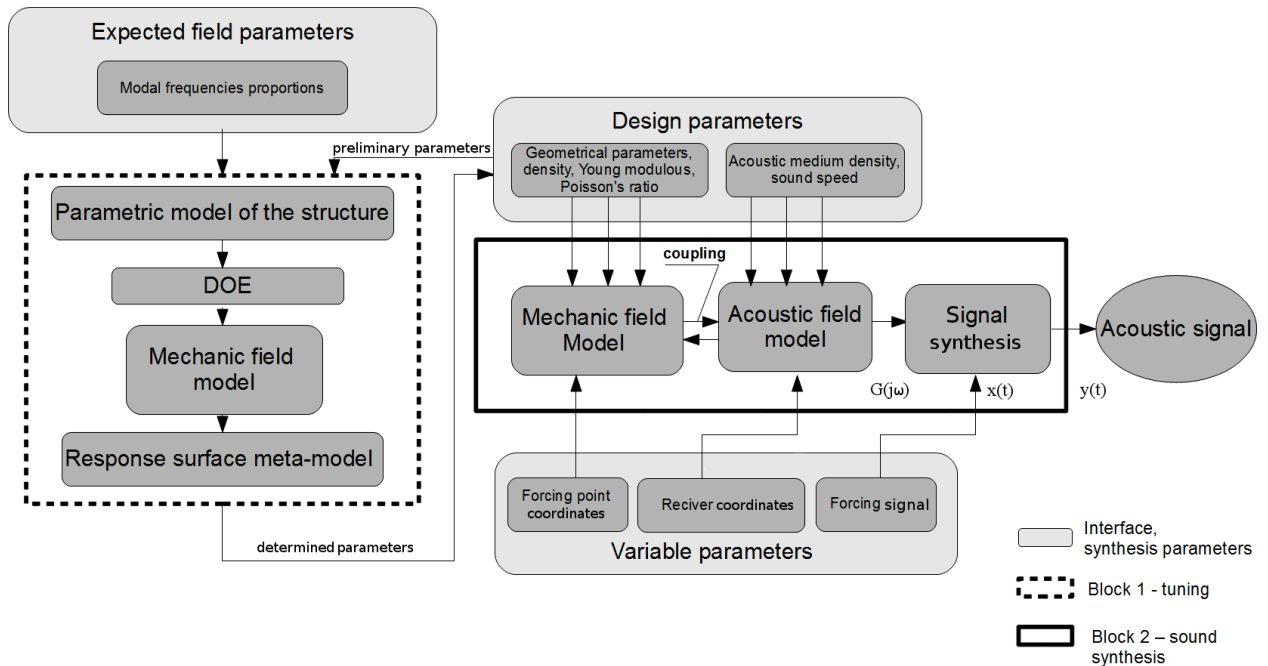 Expected field parameters
Modal frequencies proportions
preliminary parameters
Parametric model of the structure
DOE
Mechanic field
model
Response surface meta-model
determined parameters
Design parameters
Geometrical parameters,
density, Young modulous,
Poisson's ratio
Acoustic medium density,
sound speed
coupling
Mechanic field
Model
Acoustic field
model
Signal
synthesis
Acoustic signal
G(jω)
x(t)
y(t)
Forcing point
coordinates
Reciver coordinates
Forcing signal
Variable parameters
Interface,
synthesis parameters
Block 1 - tuning
Block 2 – sound
synthesis